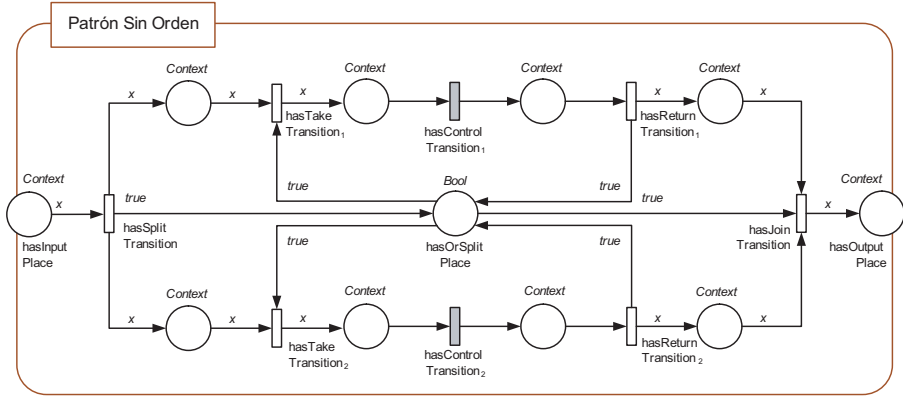 Patrón Sin Orden
Context Context Context Context
x x x x x x
hasTake
Transition1
hasControl
Transition1
hasReturn
Transition1
true true
Context Bool Context
x true true x
hasInput
Place
hasSplit
Transition
hasOrSplit
Place
hasJoin
Transition
hasOutput
Place
true true
Context Context Context Context
x x x x x x
hasTake
Transition2
hasControl
Transition2
hasReturn
Transition2